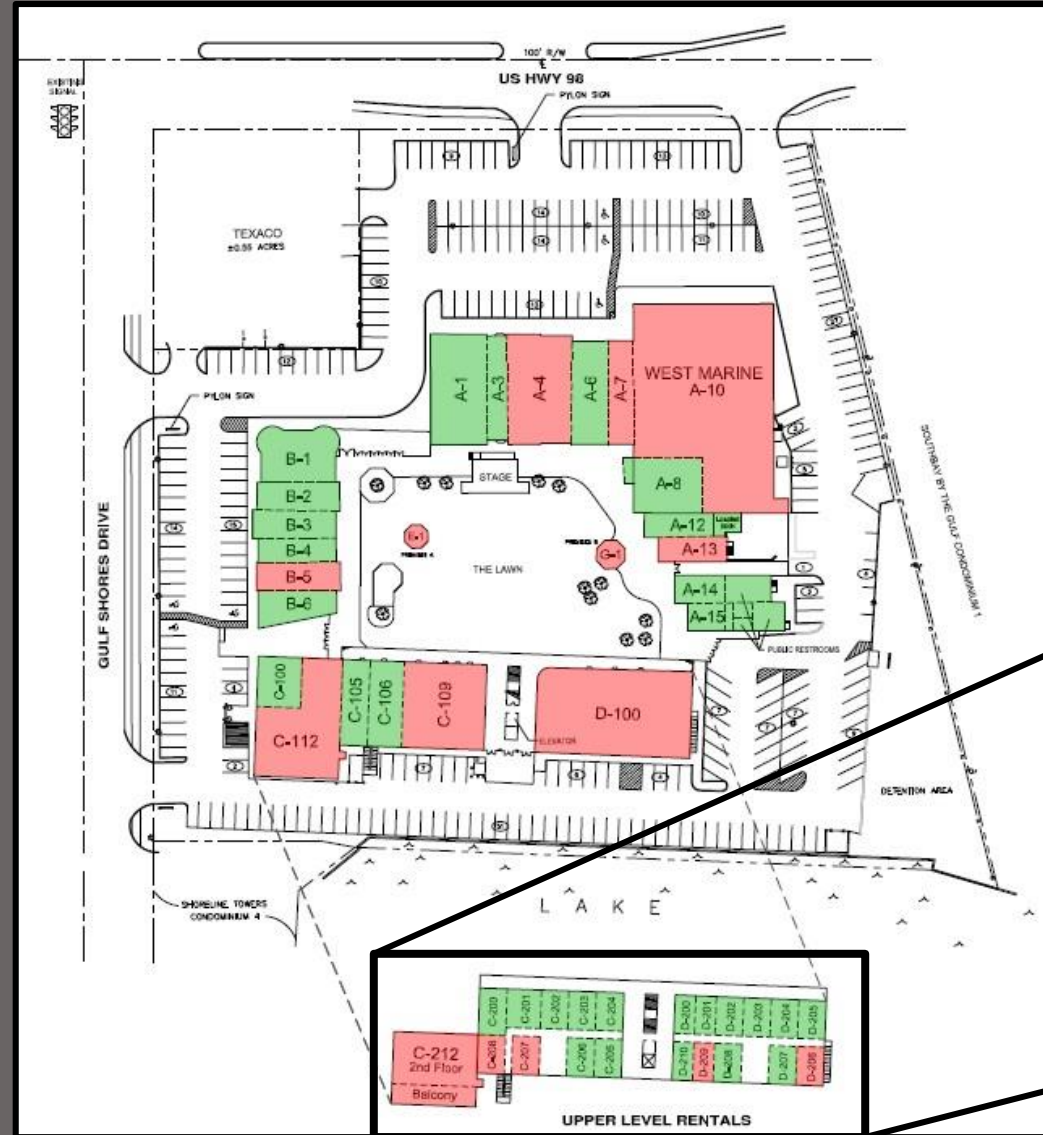 100' R/W
US HWY 98
EXISTING
SIGNAL
PYLON SIGN
TEXACO
±0.55 ACRES
PYLON SIGN
A-1
A-3
A-4
A-6
A-7
WEST MARINE
A-10
A-8
A-12
A-13
A-14
A-15
PUBLIC RESTROOMS
B-1
B-2
B-3
B-4
B-5
B-6
STAGE
THE LAWN
E-1
G-1
GULF SHORES DRIVE
SOUTHBAY BY THE GULF CONDOMINIUM 1
C-100
C-112
C-105
C-106
C-109
D-100
ELEVATOR
DETENTION AREA
SHORELINE TOWERS
CONDOMINIUM 4
LAKE
C-200
C-201
C-202
C-203
C-204
D-200
D-201
D-202
D-203
D-204
D-205
C-212
2nd Floor
Balcony
C-208
C-207
C-206
C-205
D-210
D-209
D-208
D-207
D-206
UPPER LEVEL RENTALS